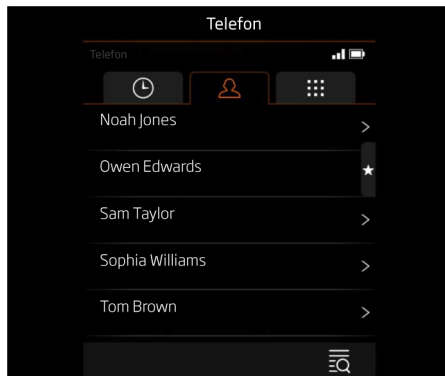 Telefon
Telefon
Noah Jones
Owen Edwards
Sam Taylor
Sophia Williams
Tom Brown